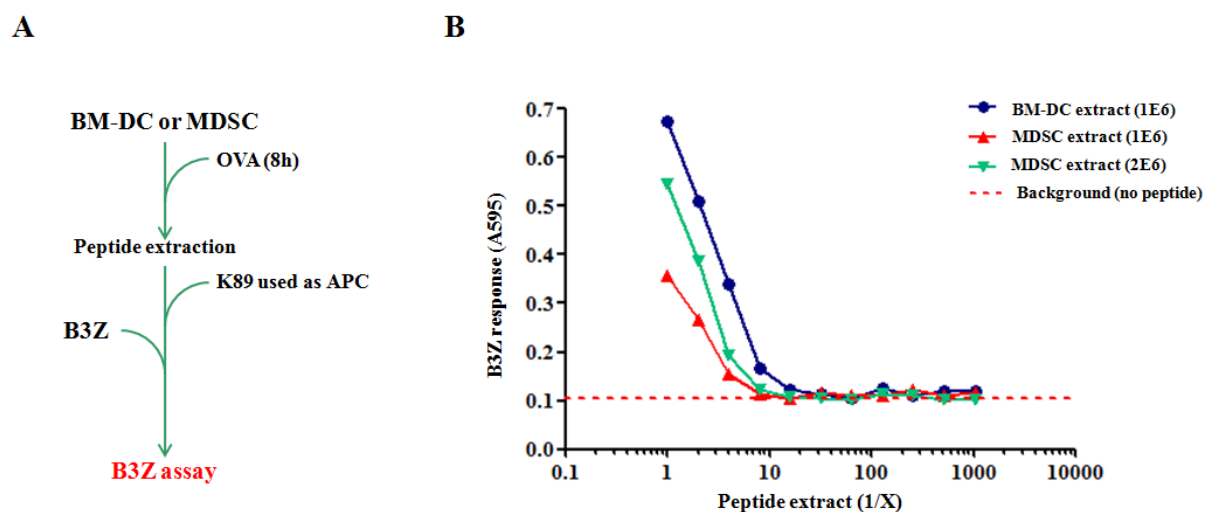 A
BM-DC or MDSC
OVA (8h)
Peptide extraction
K89 used as APC
B3Z
B3Z assay
B
0.7
0.6
0.5
0.4
0.3
0.2
0.1
0.0
B3Z response (A595)
0.1
1
10
100
1000
10000
Peptide extract (1/X)
BM-DC extract (1E6)
MDSC extract (1E6)
MDSC extract (2E6)
Background (no peptide)